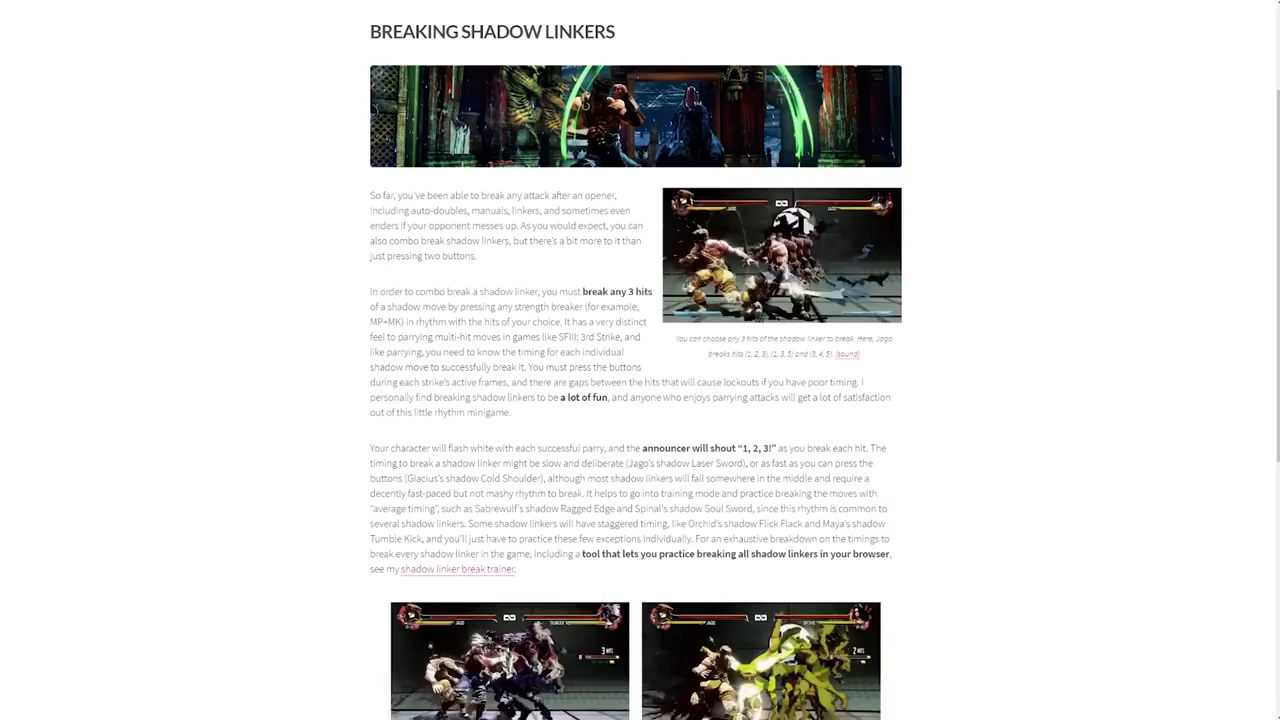 BREAKING SHADOW LINKERS
So far, you've been able to break any attack after an opener,
including auto-doubles, manuals, linkers, and sometimes even
enders if your opponent messes up. As you would expect, you can
also combo break shadow linkers, but there's a bit more to it than
just pressing two buttons.
JAGO
JAGO
In order to combo break a shadow linker, you must break any 3 hits
of a shadow move by pressing any strength breaker (for example,
MP+MK) in rhythm with the hits of your choice. It has a very distinct
feel to parrying multi-hit moves in games like SFIII: 3rd Strike, and
like parrying, you need to know the timing for each individual
shadow move to successfully break it. You must press the buttons
during each strike's active frames, and there are gaps between the hits that will cause lockouts if you have poor timing. I
personally find breaking shadow linkers to be a lot of fun, and anyone who enjoys parrying attacks will get a lot of satisfaction
out of this little rhythm minigame.
You can choose any 3 hits of the shadow linker to break. Here, Jago
breaks hits (1, 2, 3), (1, 3, 5) and (3, 4, 5). (sound)
Your character will flash white with each successful parry, and the announcer will shout "1, 2, 3!" as you break each hit. The
timing to break a shadow linker might be slow and deliberate (Jago's shadow Laser Sword), or as fast as you can press the
buttons (Glacius's shadow Cold Shoulder), although most shadow linkers will fall somewhere in the middle and require a
decently fast-paced but not mashy rhythm to break. It helps to go into training mode and practice breaking the moves with
"average timing", such as Sabrewulf's shadow Ragged Edge and Spinal's shadow Soul Sword, since this rhythm is common to
several shadow linkers. Some shadow linkers will have staggered timing, like Orchid's shadow Flick Flack and Maya's shadow
Tumble Kick, and you'll just have to practice these few exceptions individually. For an exhaustive breakdown on the timings to
break every shadow linker in the game, including a tool that lets you practice breaking all shadow linkers in your browser,
see my shadow linker break trainer.
JAGO
THUNDER
3 HITS
JAGO
ORCHID
2 HITS